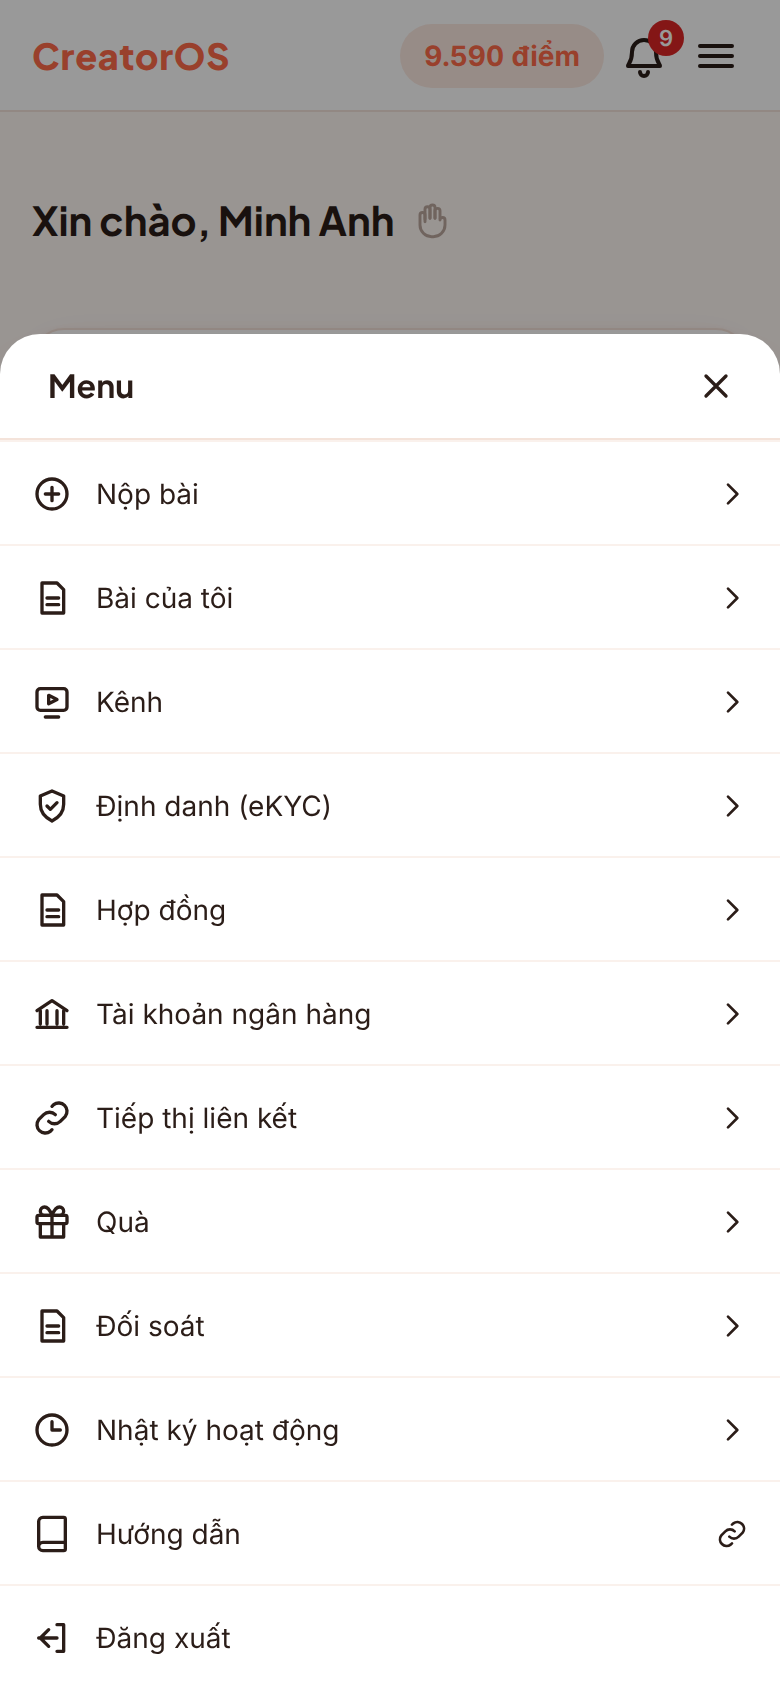 CreatorOS
9.590 điểm
9
Xin chào, Minh Anh
Menu
Nộp bài
Bài của tôi
Kênh
Định danh (eKYC)
Hợp đồng
Tài khoản ngân hàng
Tiếp thị liên kết
Quà
Đối soát
Nhật ký hoạt động
Hướng dẫn
Đăng xuất